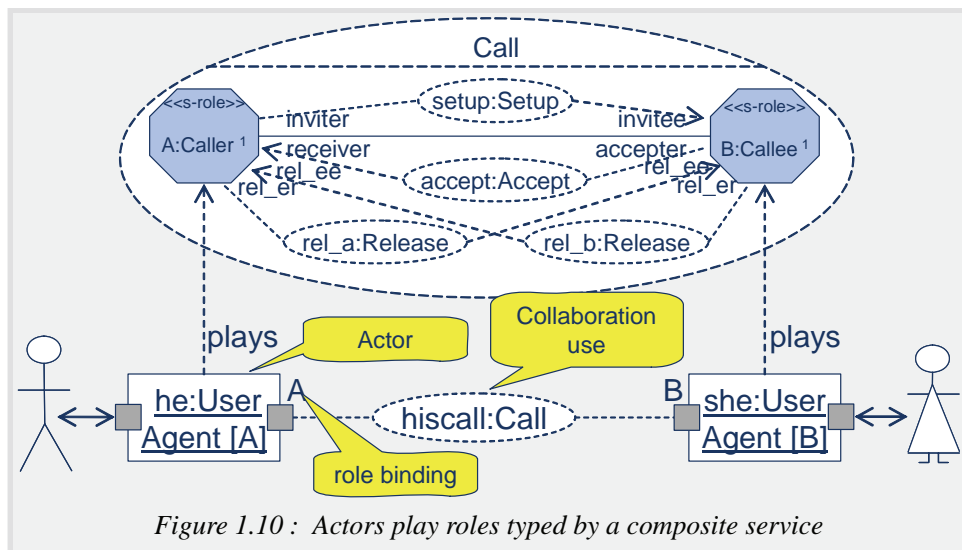 Call
<<s-role>>
A:Caller 1
setup:Setup
<<s-role>>
B:Callee 1
inviter
invitee
receiver
accepter
rel_ee
rel_er
accept:Accept
rel_ee
rel_er
rel_a:Release
rel_b:Release
plays
Actor
Collaboration
use
plays
he:User
Agent [A]
A
hiscall:Call
B
she:User
Agent [B]
role binding
Figure 1.10 : Actors play roles typed by a composite service